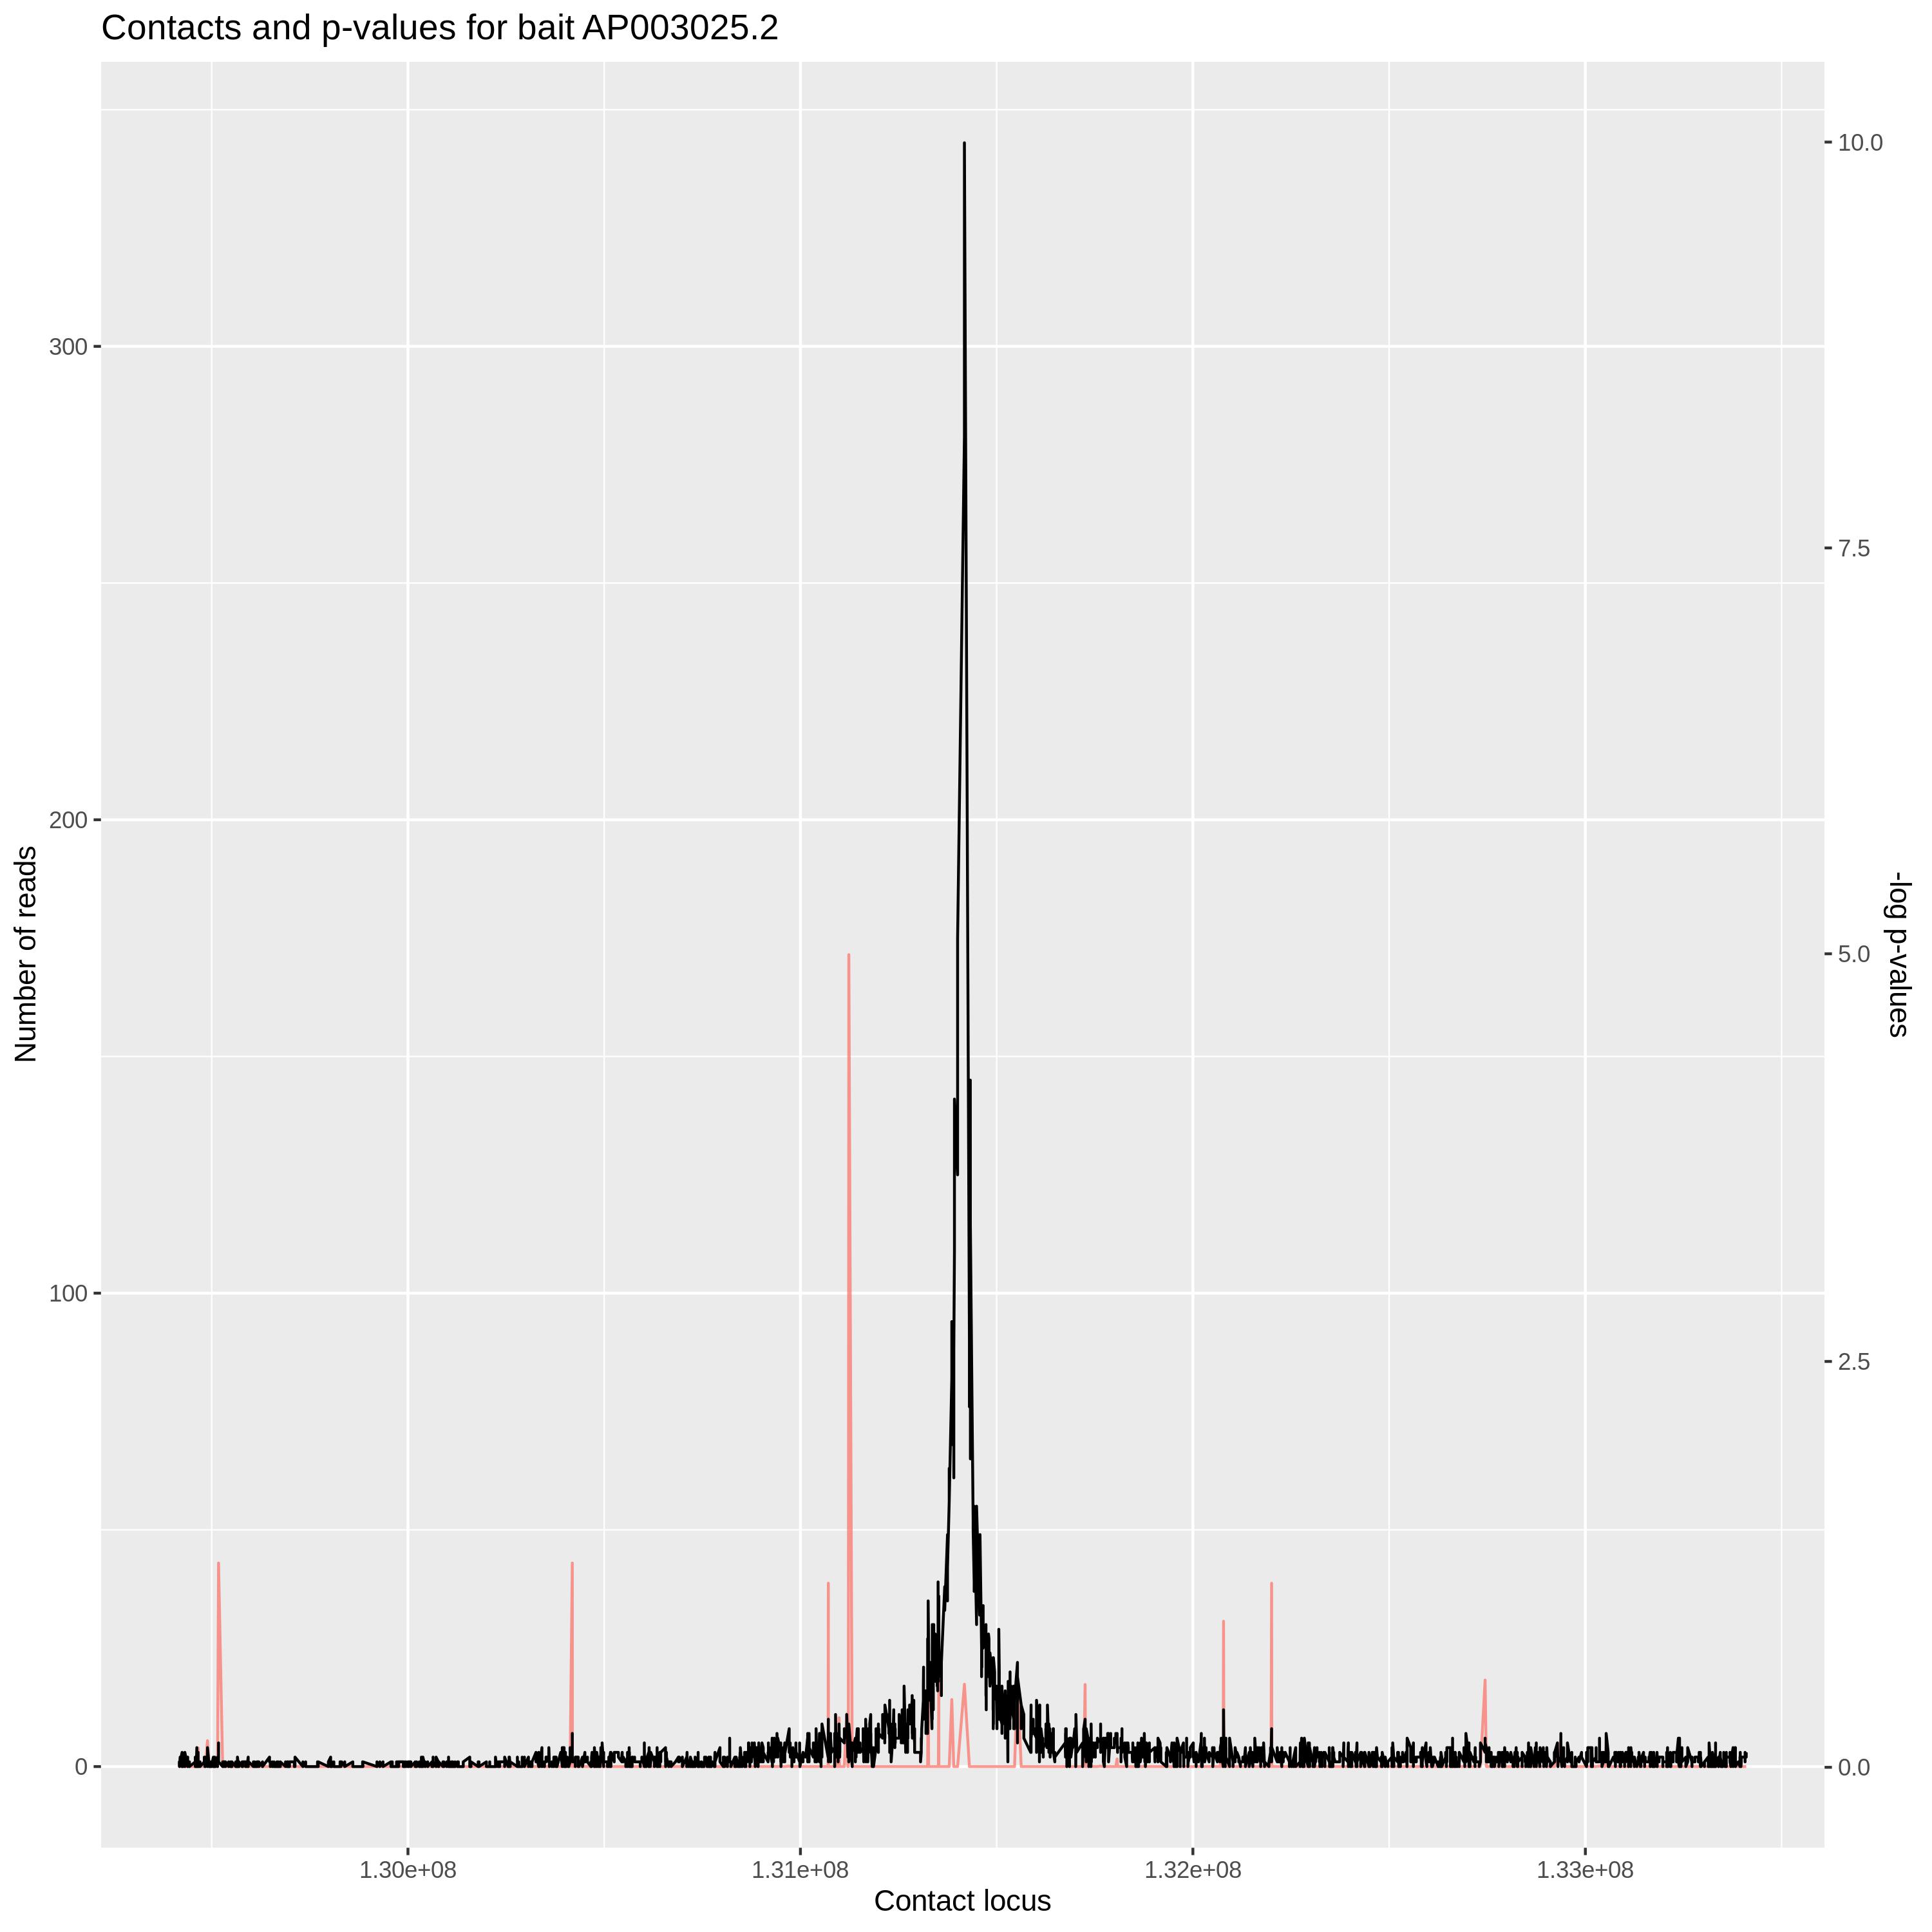 Contacts and p-values for bait AP003025.2
300
200
100
0
Number of reads
10.0
7.5
5.0
2.5
0.0
-log p-values
1.30e+08
1.31e+08
1.32e+08
1.33e+08
Contact locus